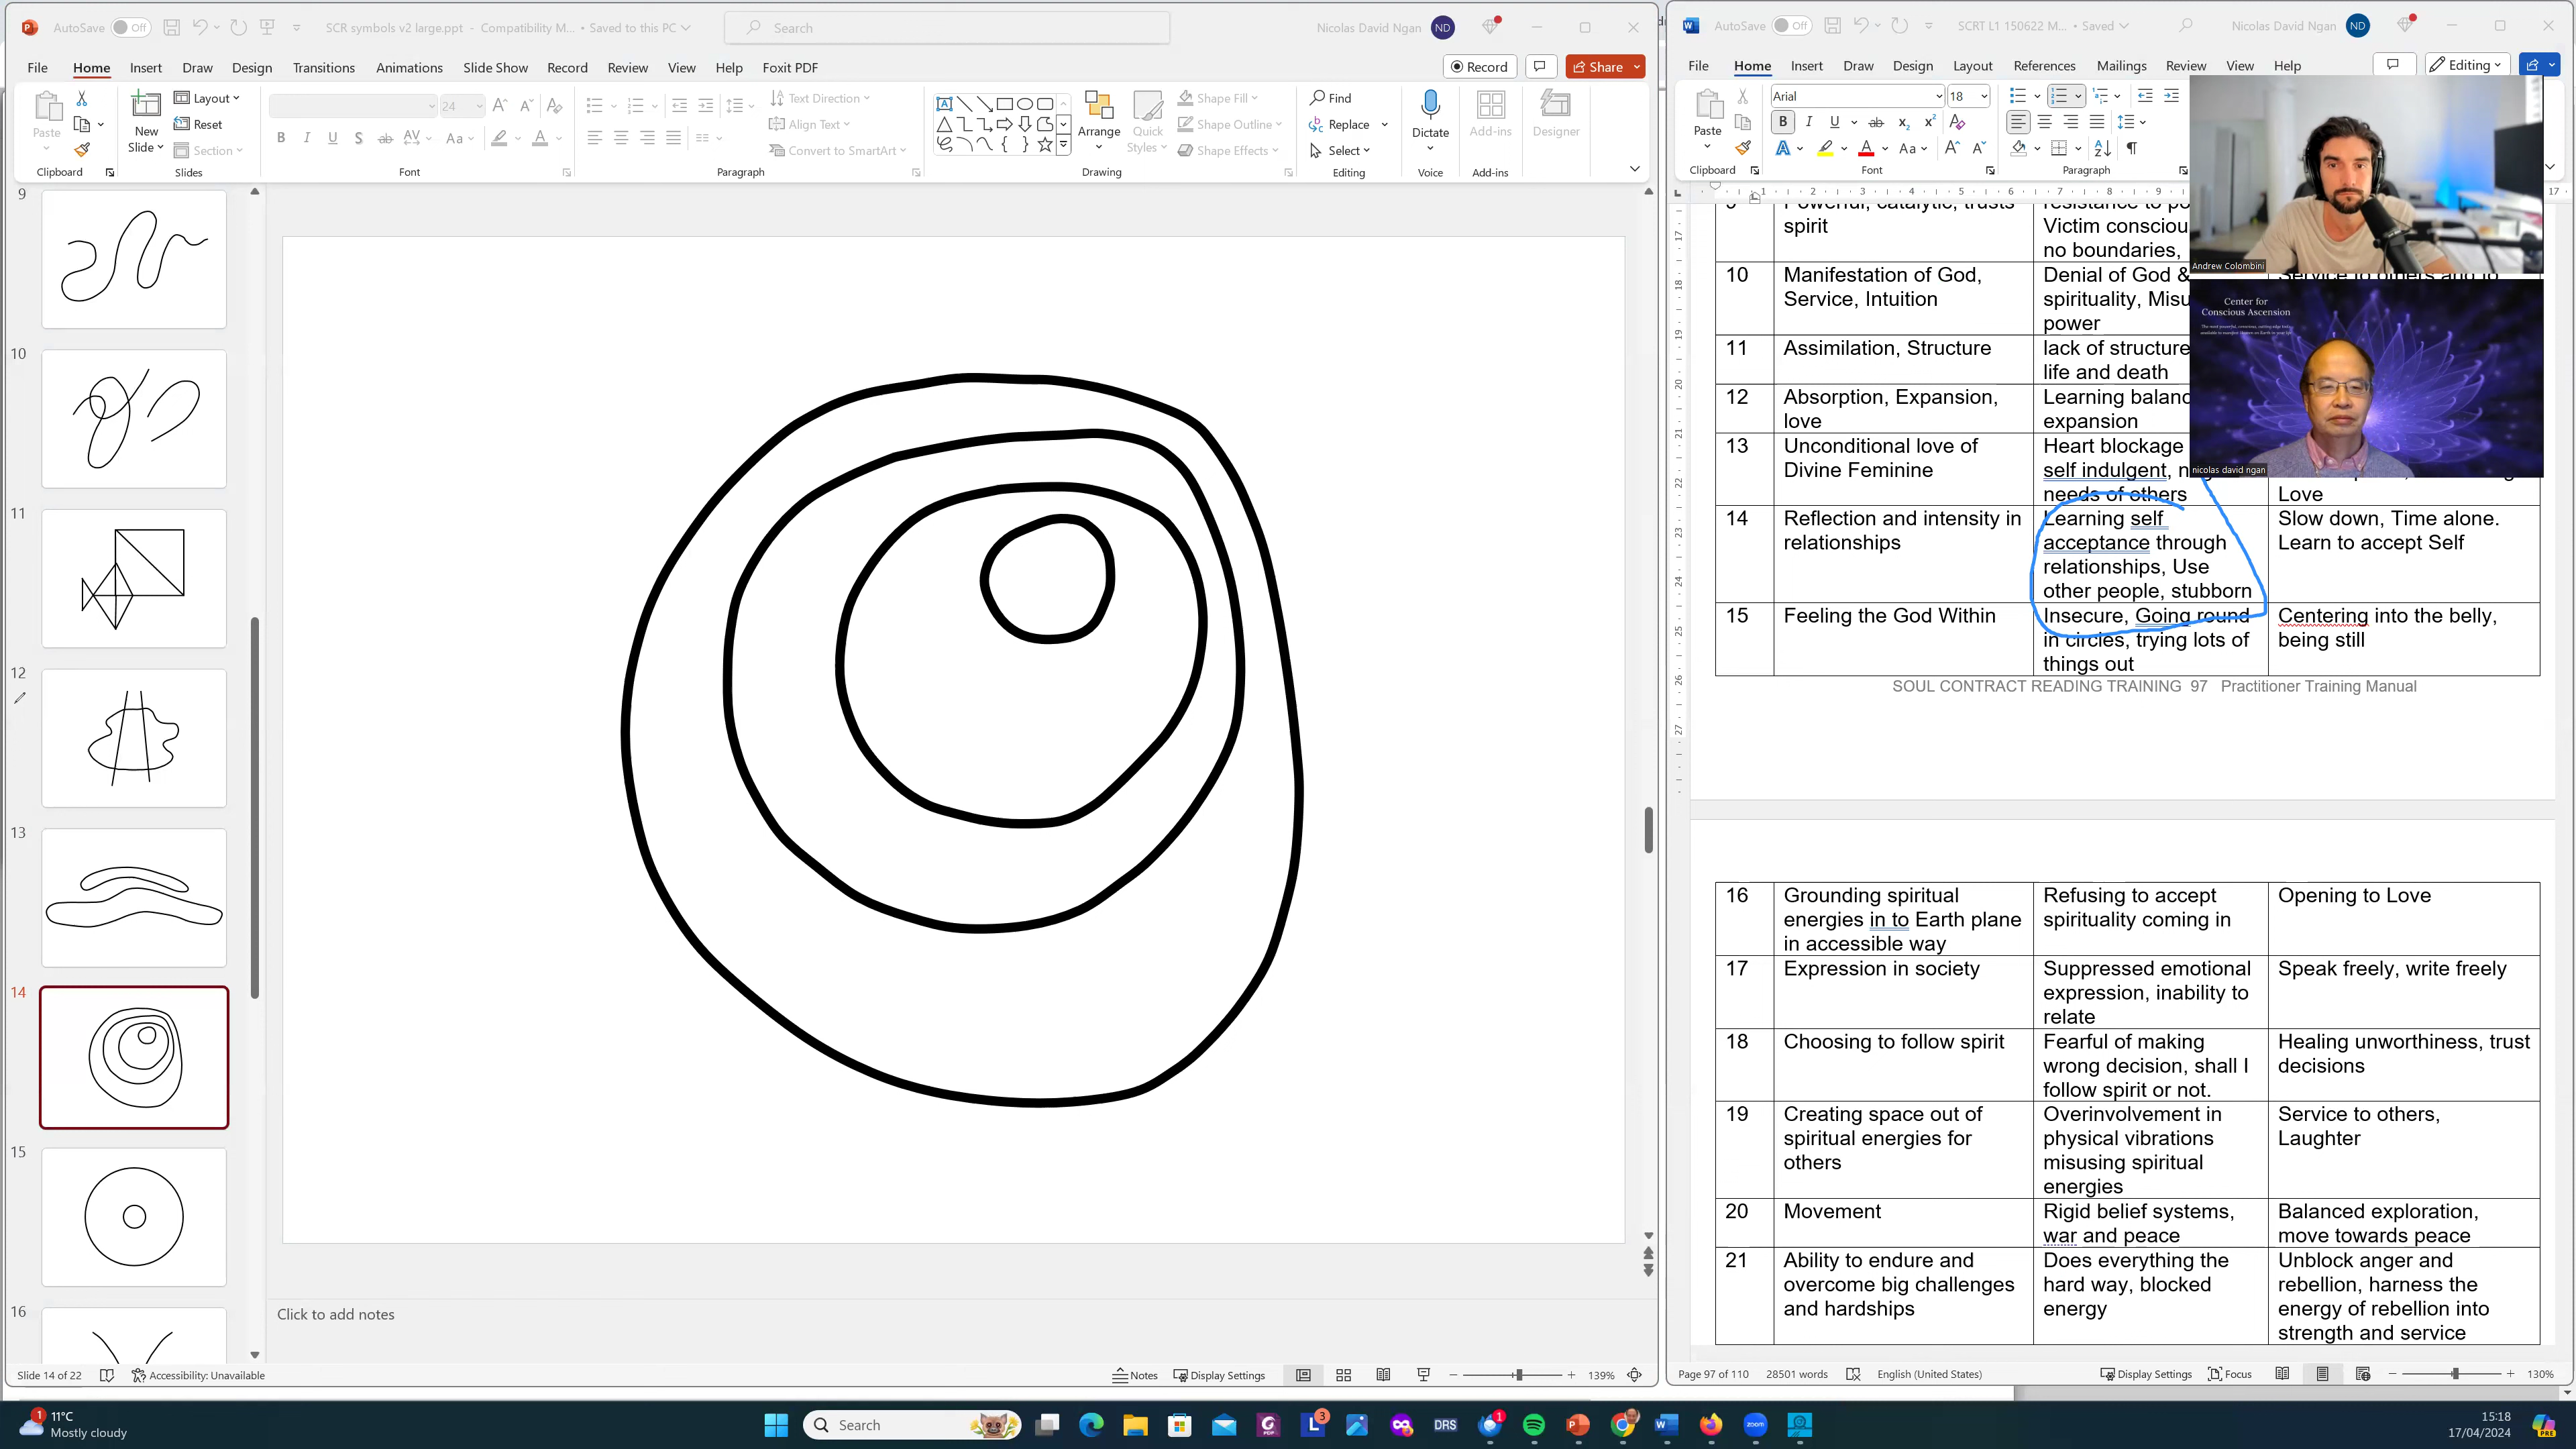 AutoSave Off SCR symbols v2 large.ppt - Compatibility M... • Saved to this PC Search Nicolas David Ngan ND
File Home Insert Draw Design Transitions Animations Slide Show Record Review View Help Foxit PDF Record Share
Paste New Slide Layout Reset Section 24 Text Direction Align Text Convert to SmartArt Arrange Quick Styles Shape Fill Shape Outline Shape Effects Find Replace Select Dictate Add-ins Designer
Clipboard Slides Font Paragraph Drawing Editing Voice Add-ins
9
10
11
12
13
14
15
16
Click to add notes
Slide 14 of 22 Accessibility: Unavailable Notes Display Settings 139%
AutoSave Off SCRT L1 150622 M... • Saved Nicolas David Ngan ND
File Home Insert Draw Design Layout References Mailings Review View Help Editing
Paste Arial 18
Clipboard Font Paragraph
Andrew Colombini
Center for
Conscious Ascension
nicolas david ngan
spirit Victim
no boundaries,
10 Manifestation of God, Denial of God &
Service, Intuition spirituality,
power
11 Assimilation, Structure lack of structure
life and death
12 Absorption, Expansion, Learning
love expansion
13 Unconditional love of Heart blockage
Divine Feminine self indulgent,
needs of others Love
14 Reflection and intensity in Learning self Slow down, Time alone.
relationships acceptance through Learn to accept Self
relationships, Use
other people, stubborn
15 Feeling the God Within Insecure, Going round Centering into the belly,
in circles, trying lots of being still
things out
SOUL CONTRACT READING TRAINING 97 Practitioner Training Manual
16 Grounding spiritual Refusing to accept Opening to Love
energies in to Earth plane spirituality coming in
in accessible way
17 Expression in society Suppressed emotional Speak freely, write freely
expression, inability to
relate
18 Choosing to follow spirit Fearful of making Healing unworthiness, trust
wrong decision, shall I decisions
follow spirit or not.
19 Creating space out of Overinvolvement in Service to others,
spiritual energies for physical vibrations Laughter
others misusing spiritual
energies
20 Movement Rigid belief systems, Balanced exploration,
war and peace move towards peace
21 Ability to endure and Does everything the Unblock anger and
overcome big challenges hard way, blocked rebellion, harness the
and hardships energy energy of rebellion into
strength and service
Page 97 of 110 28501 words English (United States) Display Settings Focus 130%
11°C
Mostly cloudy
Search
DRS
zoom
15:18
17/04/2024